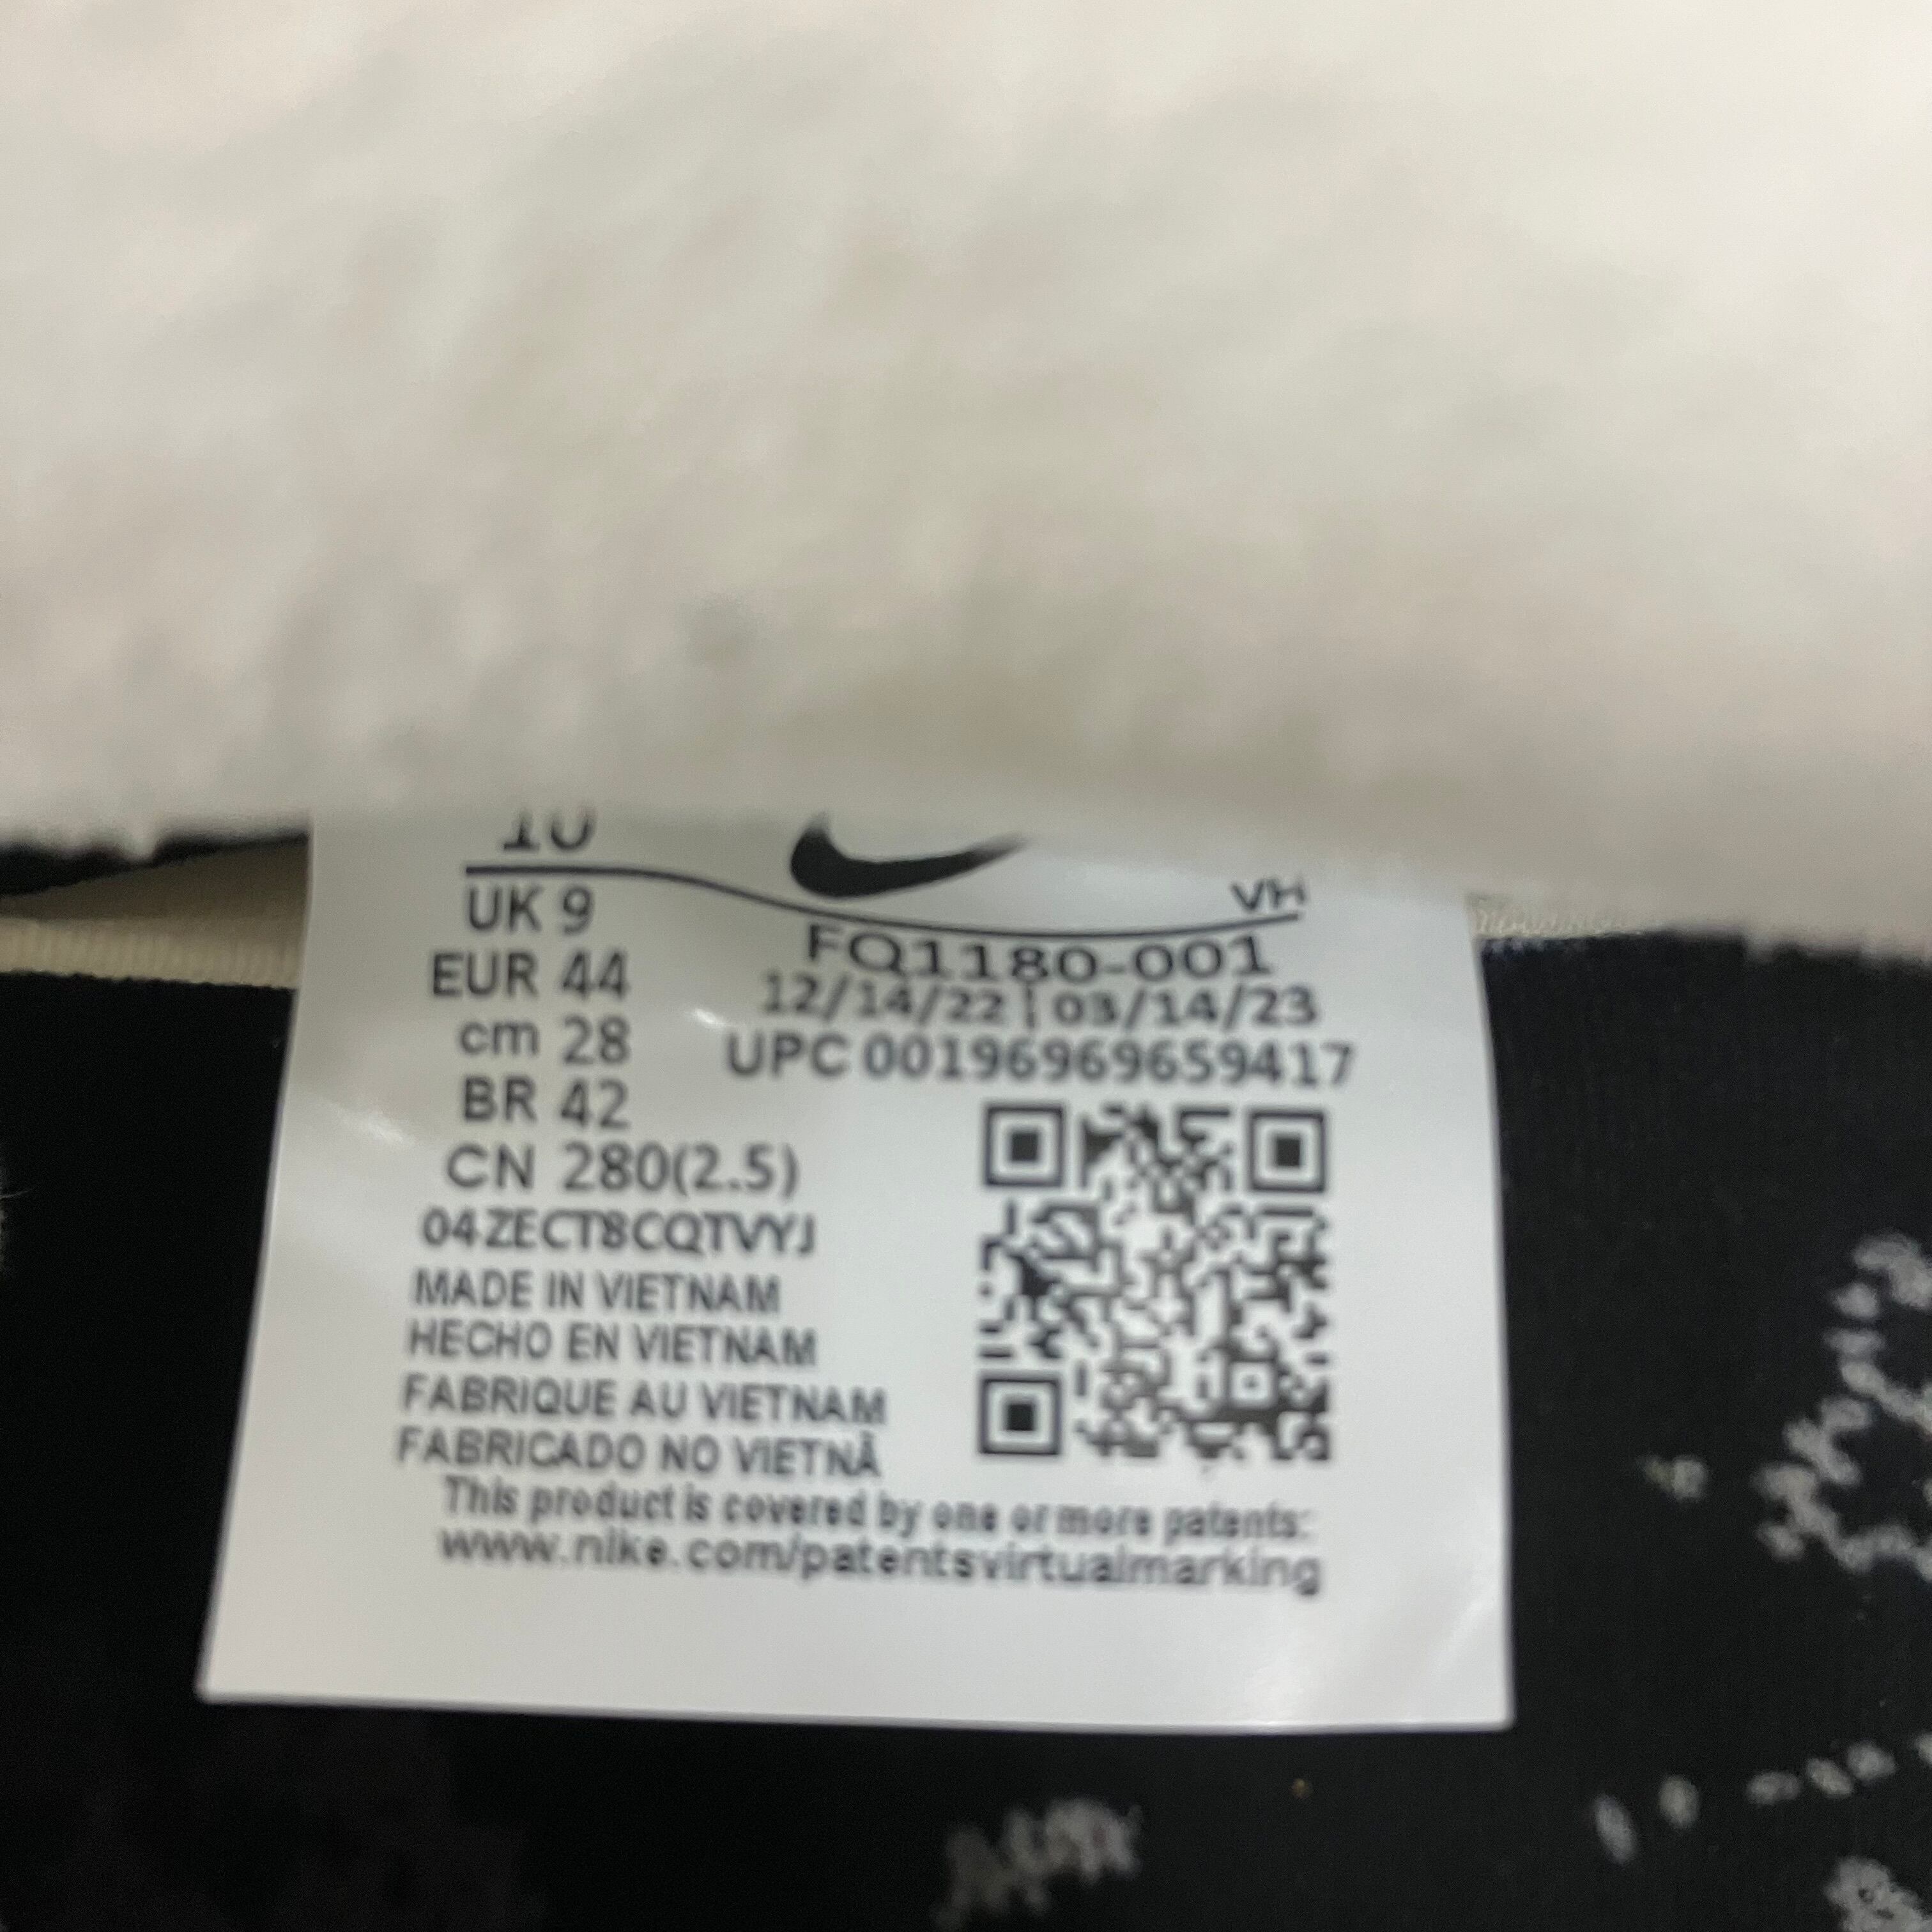 10
VH
UK 9
FQ1180-001
EUR 44
12/14/22 | 03/14/23
cm 28
UPC 00196969659417
BR 42
CN 280(2.5)
04ZECT8CQTVYJ
MADE IN VIETNAM
HECHO EN VIETNAM
FABRIQUE AU VIETNAM
FABRICADO NO VIETNÃ
This product is covered by one or more patents:
www.nike.com/patentsvirtualmarking